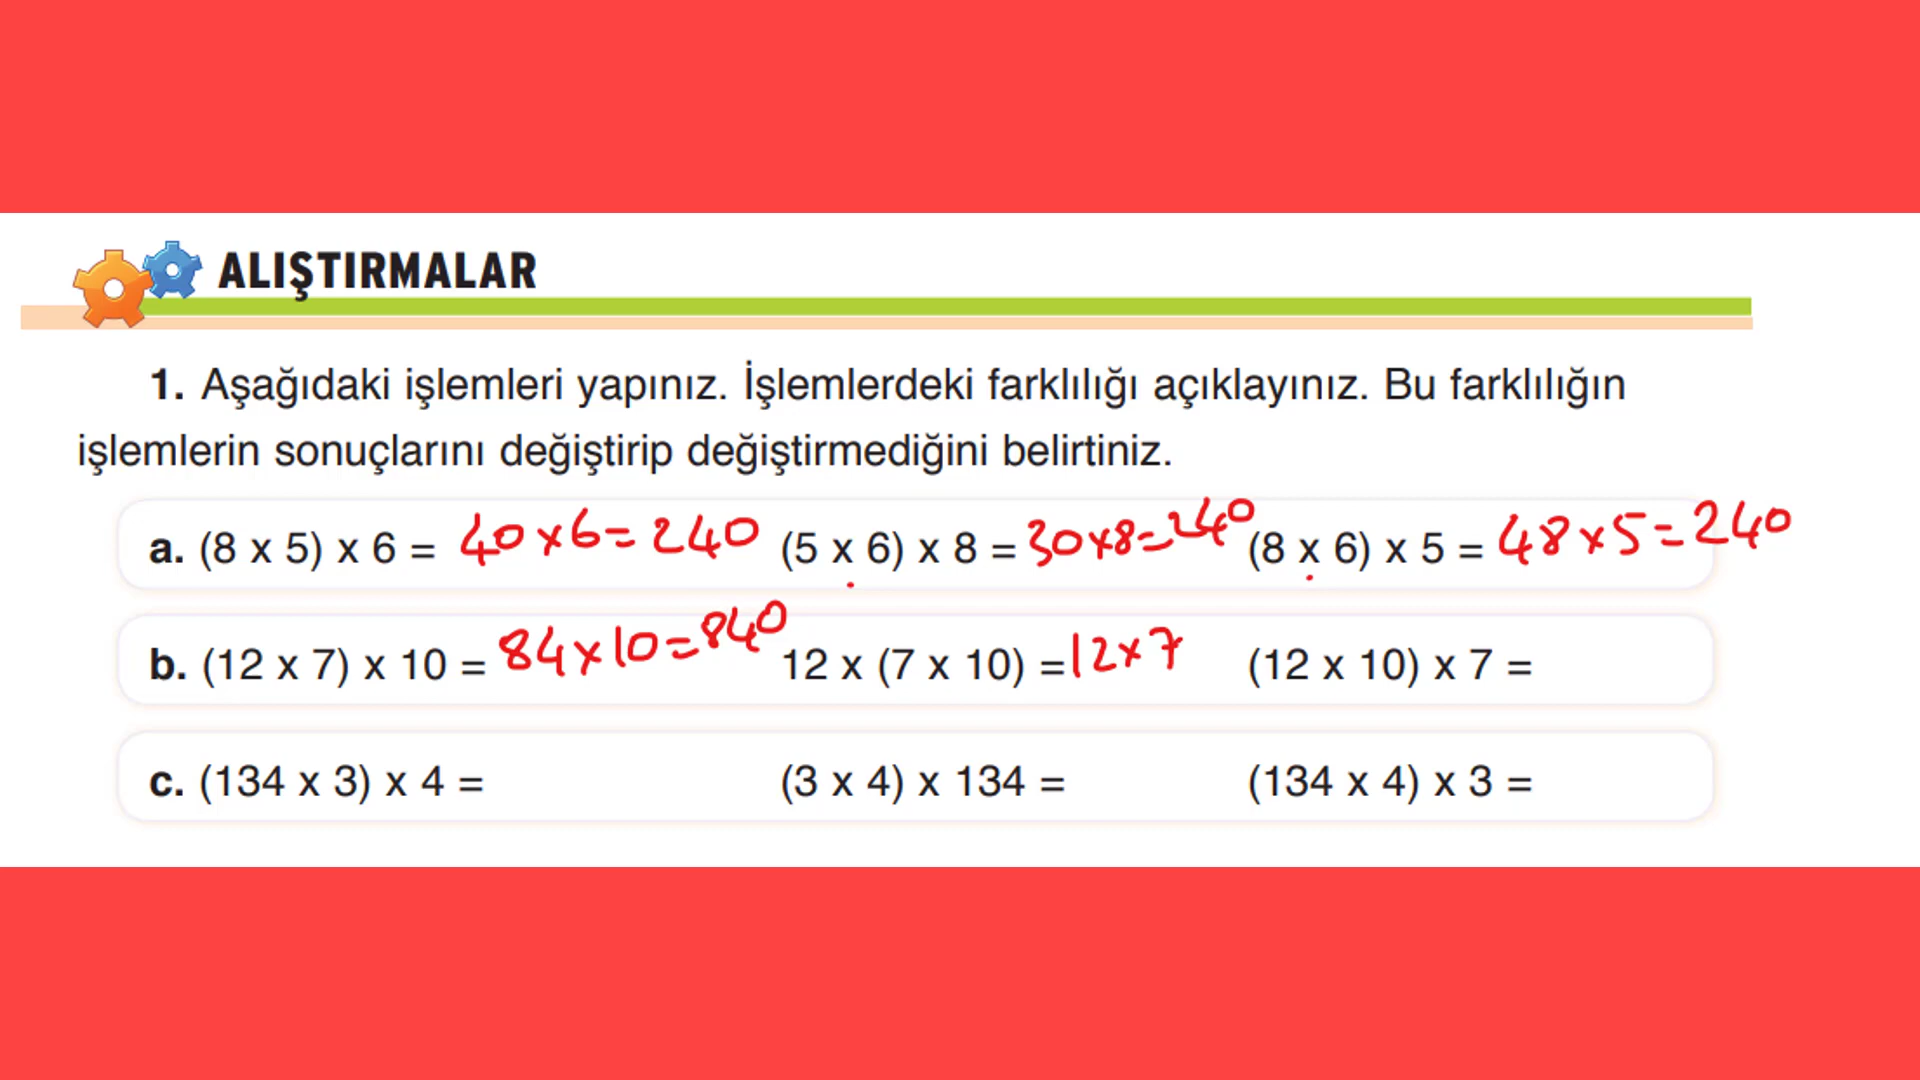 ALIŞTIRMALAR
1. Aşağıdaki işlemleri yapınız. İşlemlerdeki farklılığı açıklayınız. Bu farklılığın
işlemlerin sonuçlarını değiştirip değiştirmediğini belirtiniz.
a. (8 x 5) x 6 = 40x6=240 (5 x 6) x 8 = 30x8=240 (8 x 6) x 5 = 48x5=240
b. (12 x 7) x 10 = 84x10=840 12 x (7 x 10) = 12x7 (12 x 10) x 7 =
c. (134 x 3) x 4 = (3 x 4) x 134 = (134 x 4) x 3 =